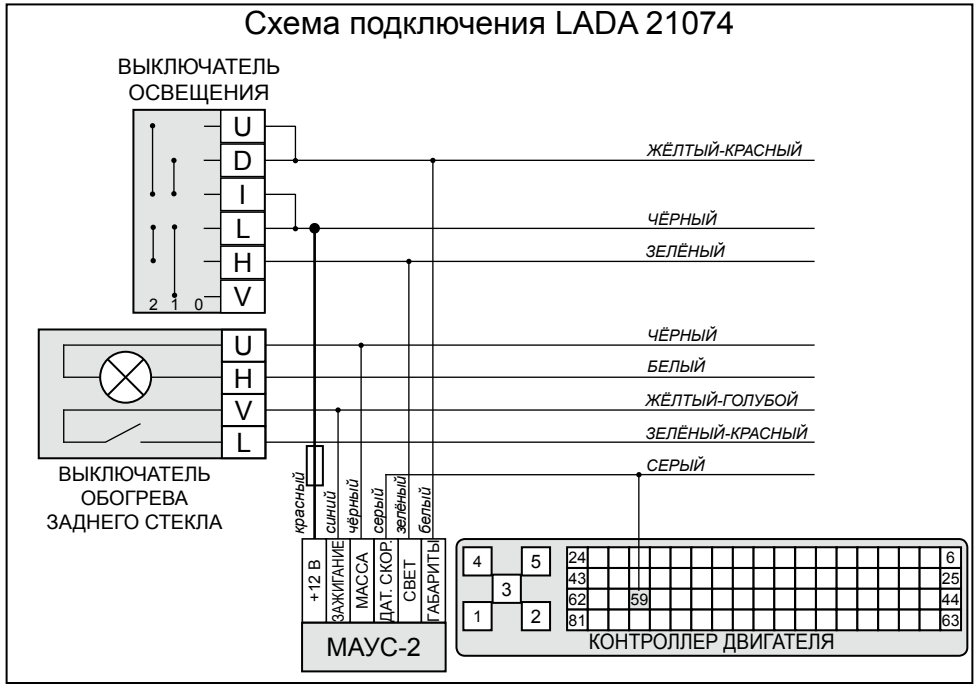 Схема подключения LADA 21074
ВЫКЛЮЧАТЕЛЬ
ОСВЕЩЕНИЯ
U
D
I
L
H
V
2 1 0
ЖЁЛТЫЙ-КРАСНЫЙ
ЧЁРНЫЙ
ЗЕЛЁНЫЙ
U
H
V
L
ЧЁРНЫЙ
БЕЛЫЙ
ЖЁЛТЫЙ-ГОЛУБОЙ
ЗЕЛЁНЫЙ-КРАСНЫЙ
СЕРЫЙ
ВЫКЛЮЧАТЕЛЬ
ОБОГРЕВА
ЗАДНЕГО СТЕКЛА
красный
синий
чёрный
серый
зелёный
белый
+12 В
ЗАЖИГАНИЕ
МАССА
ДАТ. СКОР.
СВЕТ
ГАБАРИТЫ
МАУС-2
4 5
3
1 2
24 6
43 25
62 59 44
81 63
КОНТРОЛЛЕР ДВИГАТЕЛЯ